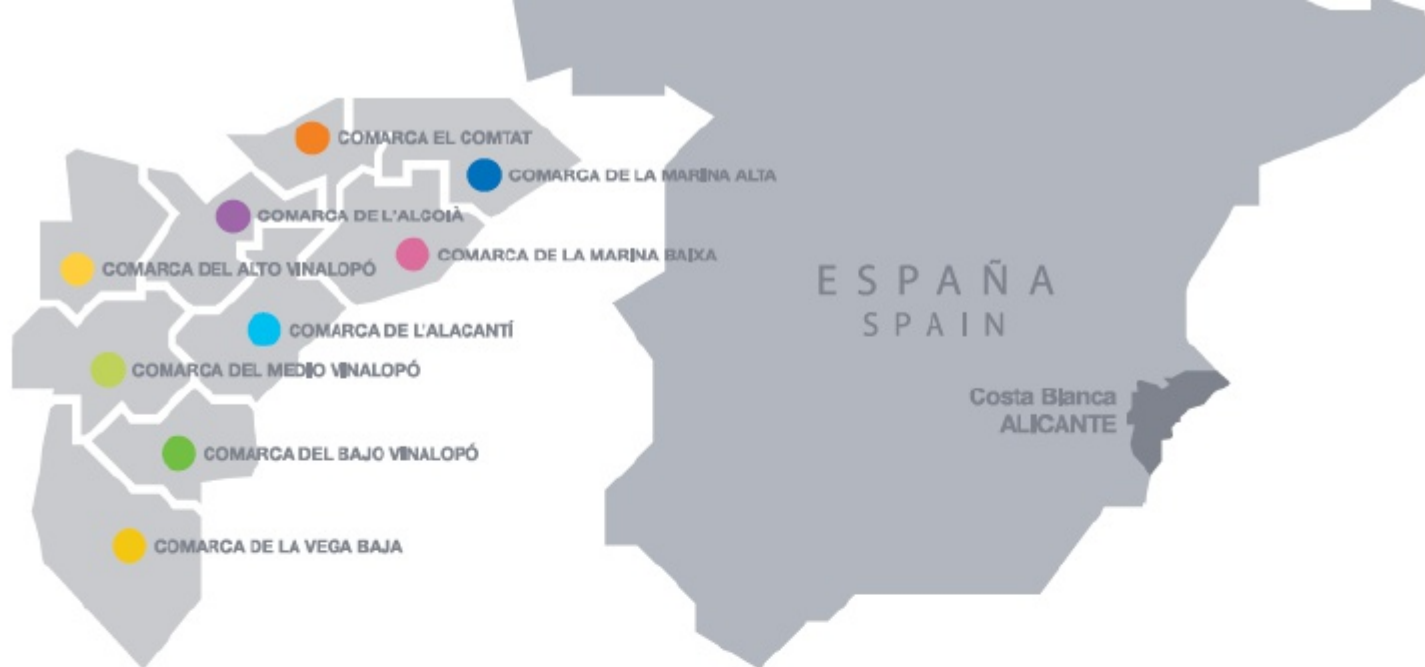 COMARCA EL COMTAT
COMARCA DE LA MARINA ALTA
COMARCA DE L'ALCOIÀ
COMARCA DE LA MARINA BAIXA
COMARCA DEL ALTO VINALOPÓ
COMARCA DE L'ALACANTÍ
COMARCA DEL MEDIO VINALOPÓ
COMARCA DEL BAJO VINALOPÓ
COMARCA DE LA VEGA BAJA
ESPAÑA
SPAIN
Costa Blanca
ALICANTE